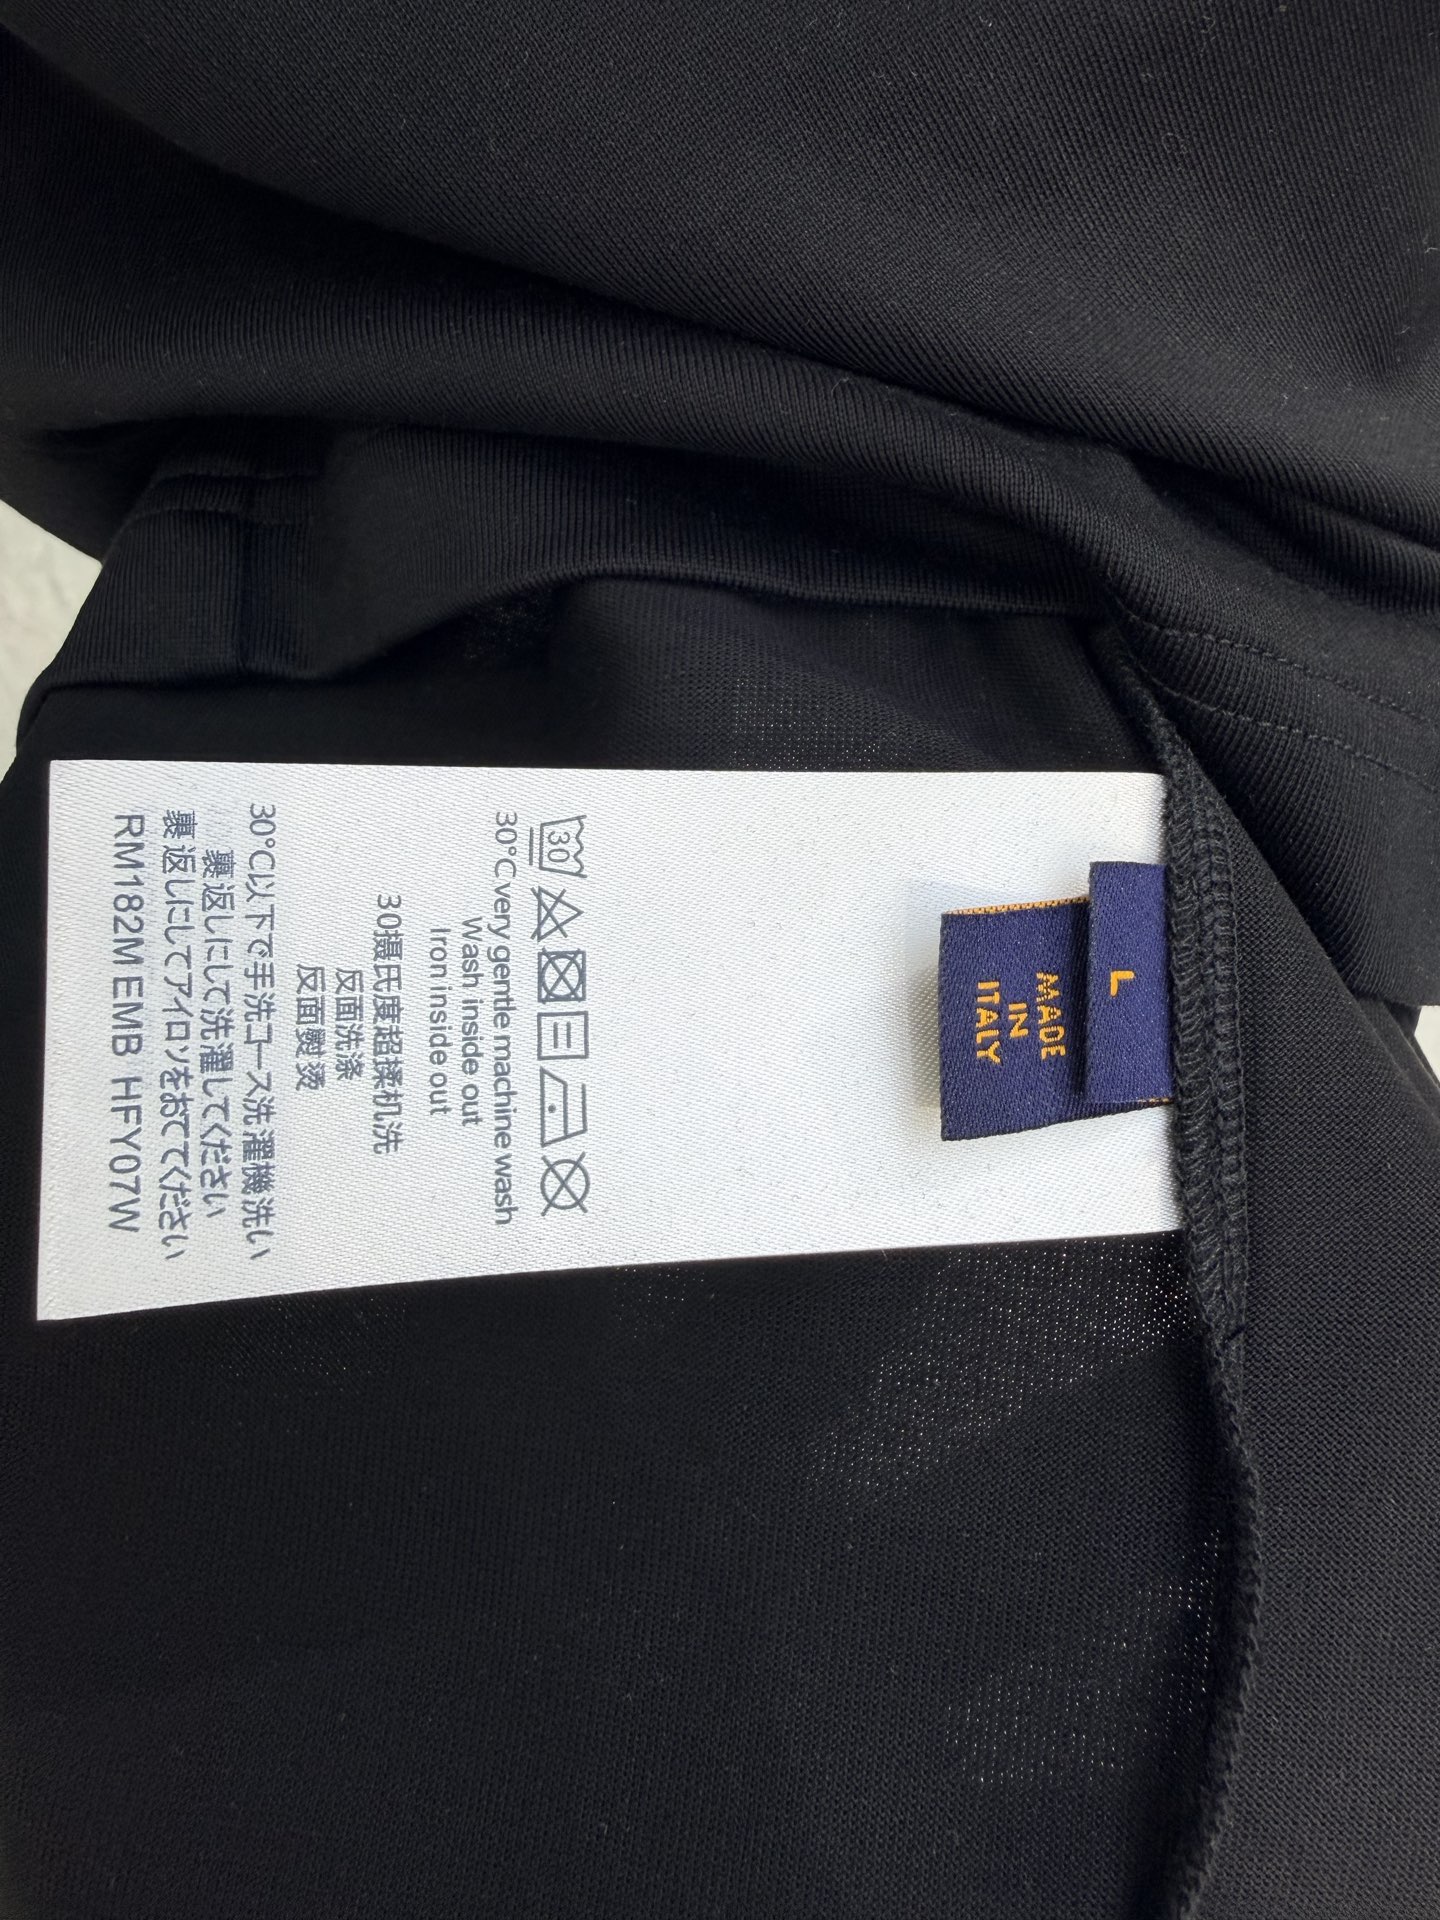 L
MADE
IN
ITALY
30
30°C very gentle machine wash
Wash inside out
Iron inside out
30摄氏度超揉机洗
反面洗涤
反面熨烫
30°C以下で手洗コース洗濯機洗い
裏返しにして洗濯してください
裏返しにしてアイロンをあててください
RM182M EMB HFY07W